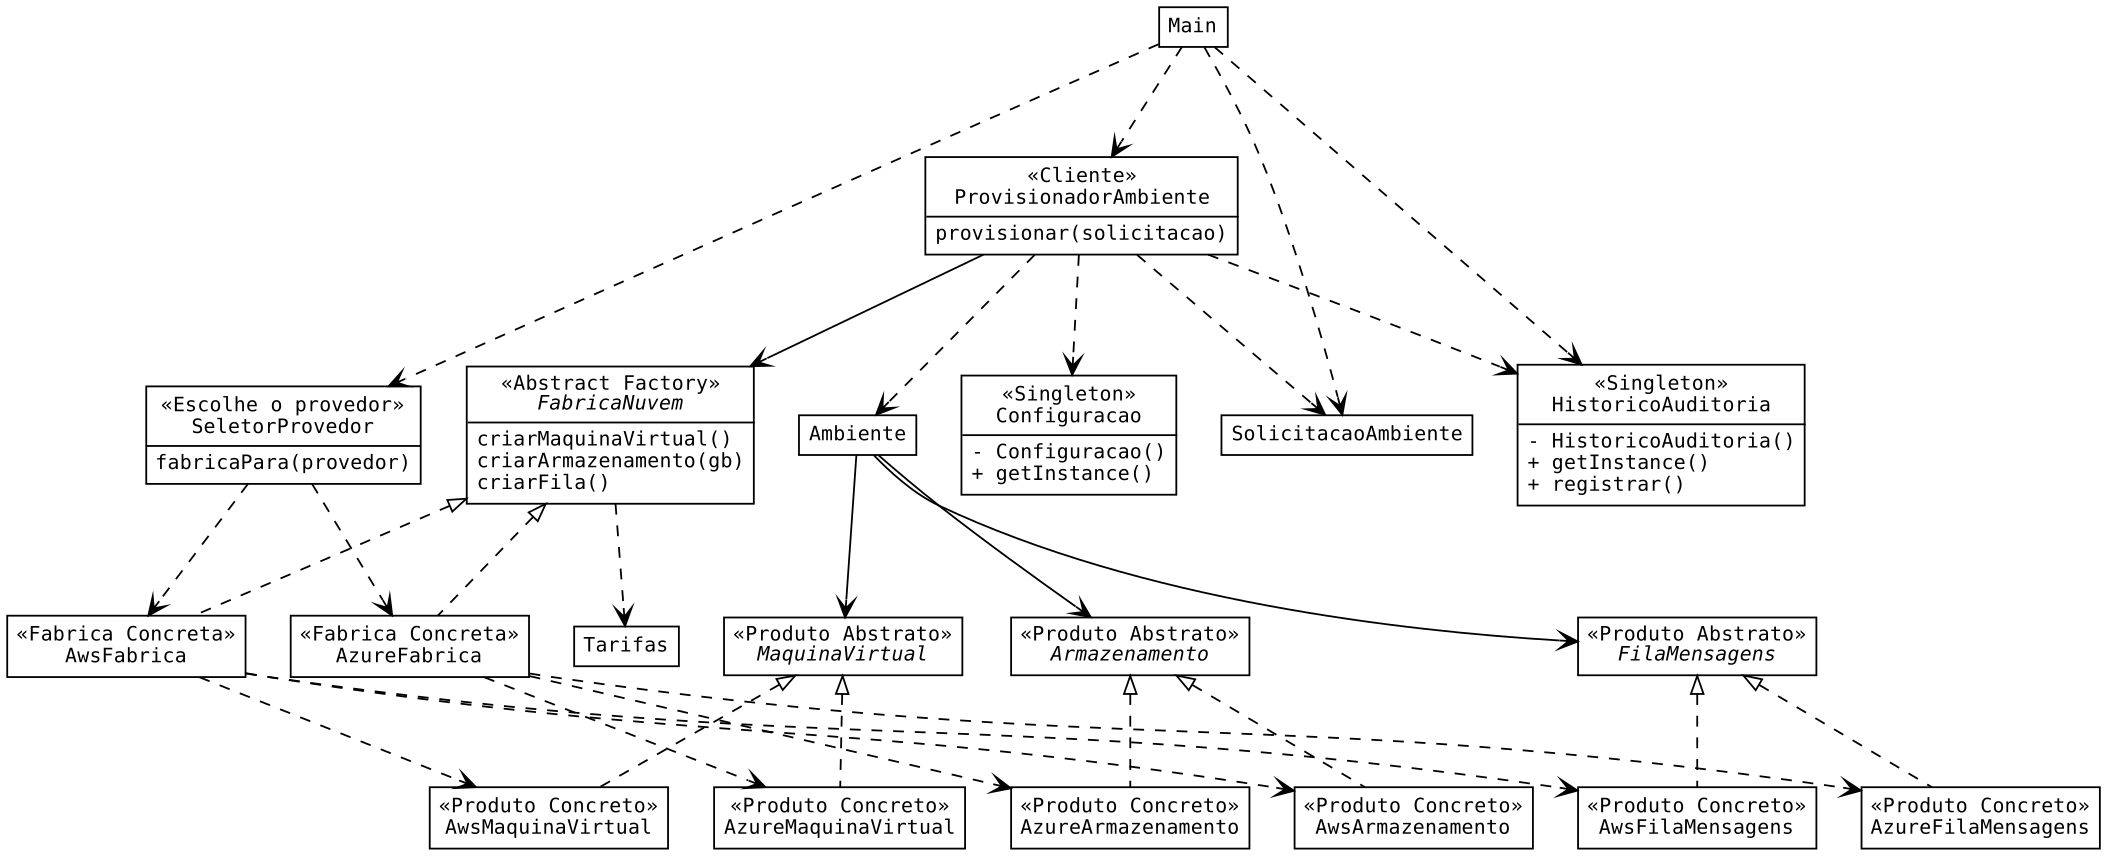 Main
«Cliente»
ProvisionadorAmbiente
provisionar(solicitacao)
«Escolhe o provedor»
SeletorProvedor
fabricaPara(provedor)
«Abstract Factory»
FabricaNuvem
criarMaquinaVirtual()
criarArmazenamento(gb)
criarFila()
Ambiente
«Singleton»
Configuracao
- Configuracao()
+ getInstance()
SolicitacaoAmbiente
«Singleton»
HistoricoAuditoria
- HistoricoAuditoria()
+ getInstance()
+ registrar()
«Fabrica Concreta»
AwsFabrica
«Fabrica Concreta»
AzureFabrica
Tarifas
«Produto Abstrato»
MaquinaVirtual
«Produto Abstrato»
Armazenamento
«Produto Abstrato»
FilaMensagens
«Produto Concreto»
AwsMaquinaVirtual
«Produto Concreto»
AzureMaquinaVirtual
«Produto Concreto»
AzureArmazenamento
«Produto Concreto»
AwsArmazenamento
«Produto Concreto»
AwsFilaMensagens
«Produto Concreto»
AzureFilaMensagens